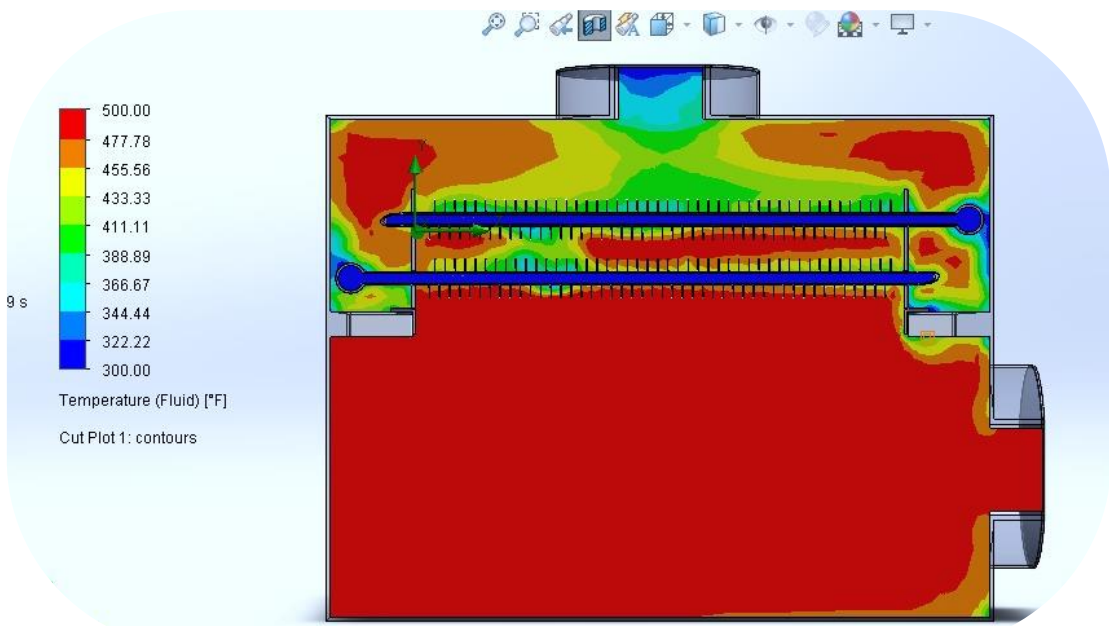 500.00
477.78
455.56
433.33
411.11
388.89
366.67
344.44
322.22
300.00
9 s
Temperature (Fluid) [°F]
Cut Plot 1: contours
Y